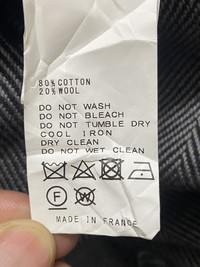 80% COTTON
20% WOOL
DO NOT WASH
DO NOT BLEACH
DO NOT TUMBLE DRY
COOL IRON
DRY CLEAN
DO NOT WET CLEAN
F W
MADE IN FRANCE